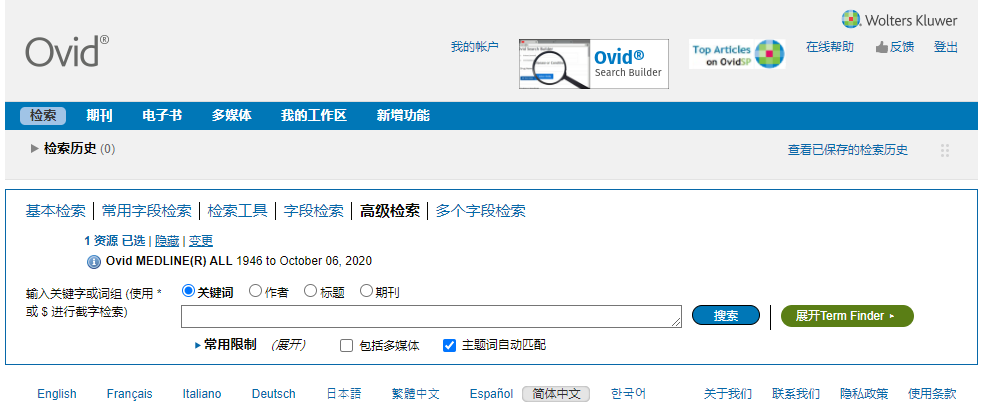 Wolters Kluwer
Ovid®
我的帐户
Ovid®
Search Builder
Top Articles
on OvidSP
在线帮助
反馈
登出
检索 期刊 电子书 多媒体 我的工作区 新增功能
检索历史 (0)
查看已保存的检索历史
基本检索 | 常用字段检索 | 检索工具 | 字段检索 | 高级检索 | 多个字段检索
1 资源 已选 | 隐藏 | 变更
Ovid MEDLINE(R) ALL 1946 to October 06, 2020
输入关键字或词组 (使用 *
或 $ 进行截字检索)
关键词 作者 标题 期刊
搜索
展开Term Finder
常用限制 (展开) 包括多媒体 主题词自动匹配
English Français Italiano Deutsch 日本語 繁體中文 Español 简体中文 한국어 关于我们 联系我们 隐私政策 使用条款